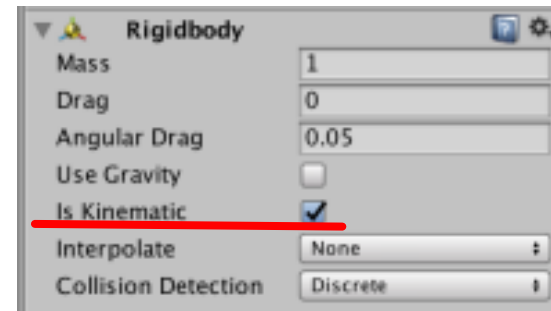 Rigidbody
Mass 1
Drag 0
Angular Drag 0.05
Use Gravity
Is Kinematic
Interpolate None
Collision Detection Discrete